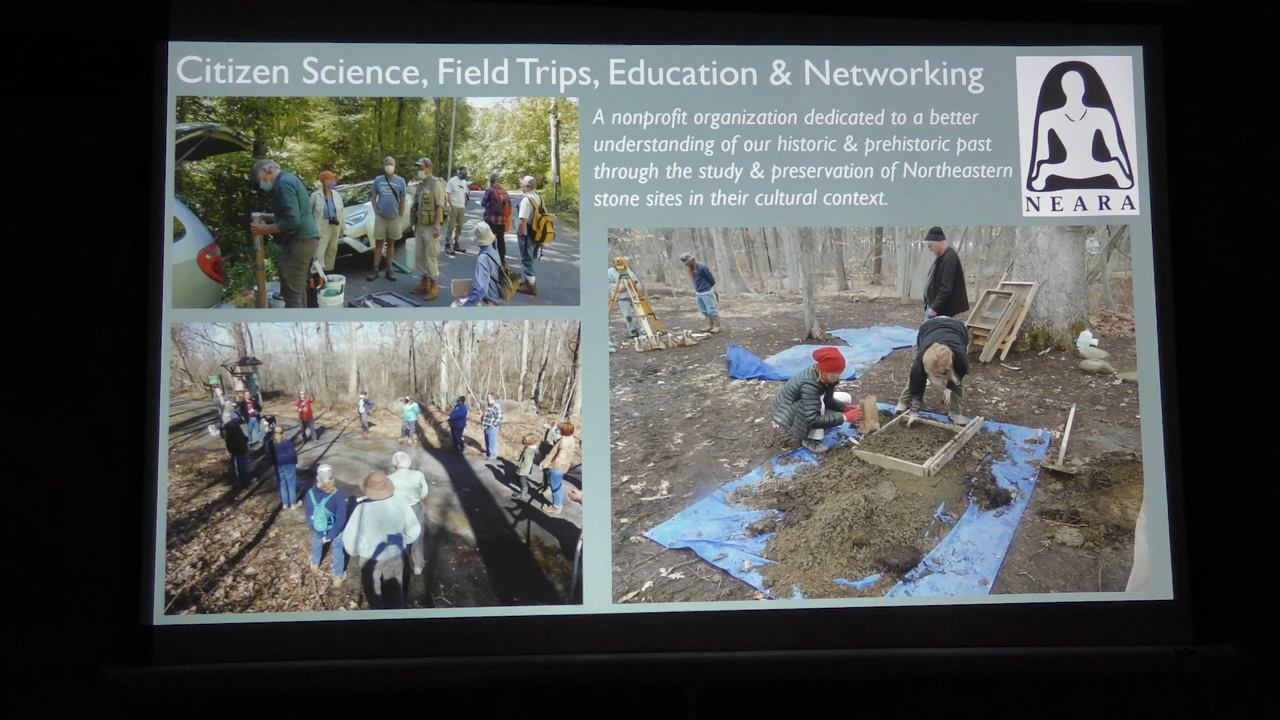 Citizen Science, Field Trips, Education & Networking
A nonprofit organization dedicated to a better
understanding of our historic & prehistoric past
through the study & preservation of Northeastern
stone sites in their cultural context.
NEARA